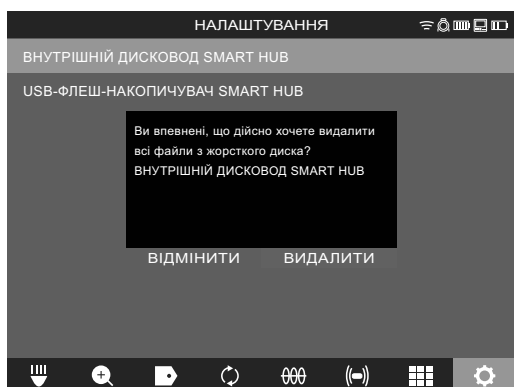 НАЛАШТУВАННЯ
ВНУТРІШНІЙ ДИСКОВОД SMART HUB
USB-ФЛЕШ-НАКОПИЧУВАЧ SMART HUB
Ви впевнені, що дійсно хочете видалити
всі файли з жорсткого диска?
ВНУТРІШНІЙ ДИСКОВОД SMART HUB
ВІДМІНИТИ ВИДАЛИТИ